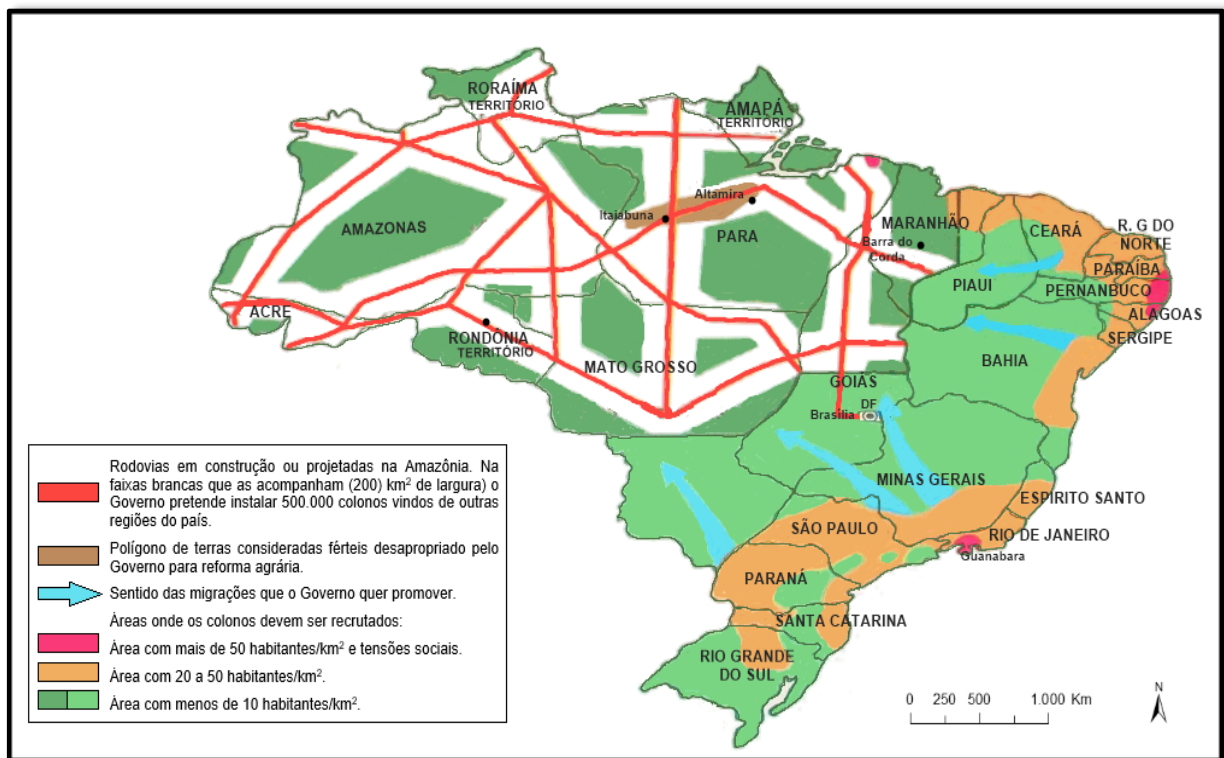 RORAÍMA
TERRITÓRIO
AMAPÁ
TERRITÓRIO
Altamira
Itaiabuna
AMAZONAS
PARA
MARANHÃO
Barra do
Corda
CEARÁ
R. G DO
NORTE
PARAÍBA
PIAUI
PERNANBUCO
ALAGOAS
SERGIPE
ACRE
RONDÔNIA
TERRITÓRIO
MATO GROSSO
BAHIA
GOIÁS
DF
Brasília
MINAS GERAIS
ESPIRITO SANTO
SÃO PAULO
RIO DE JANEIRO
Guanabara
PARANÁ
SANTA CATARINA
RIO GRANDE
DO SUL
Rodovias em construção ou projetadas na Amazônia. Na
faixas brancas que as acompanham (200) km² de largura) o
Governo pretende instalar 500.000 colonos vindos de outras
regiões do país.
Polígono de terras consideradas férteis desapropriado pelo
Governo para reforma agrária.
Sentido das migrações que o Governo quer promover.
Áreas onde os colonos devem ser recrutados:
Área com mais de 50 habitantes/km² e tensões sociais.
Área com 20 a 50 habitantes/km².
Área com menos de 10 habitantes/km².
0 250 500 1.000 Km
N